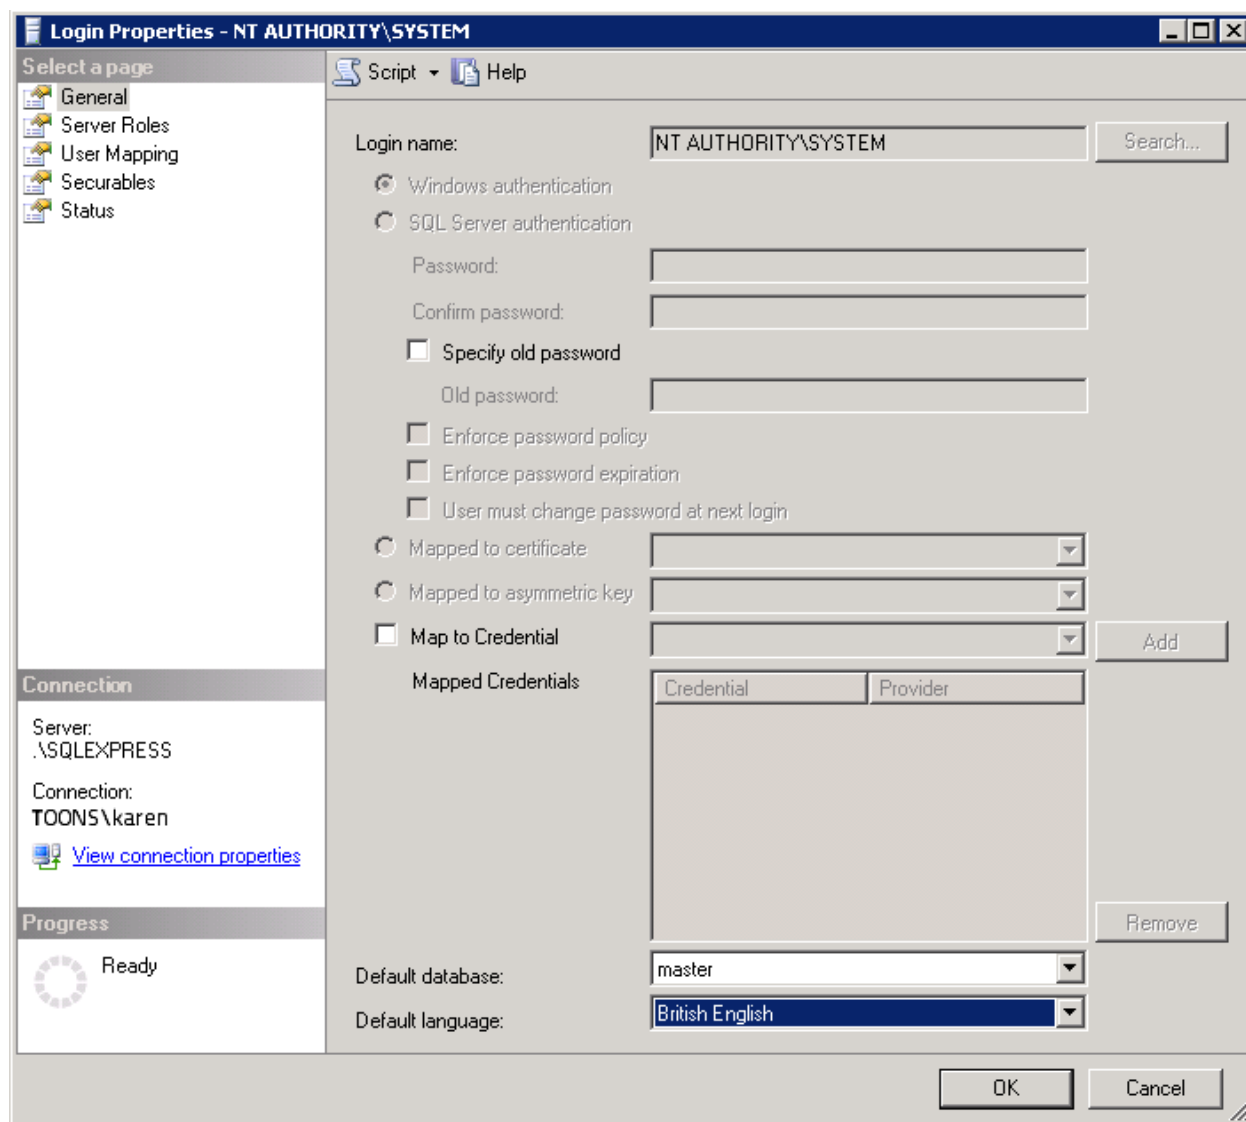 Login Properties - NT AUTHORITY\SYSTEM
Select a page
General
Server Roles
User Mapping
Securables
Status
Script
Help
Login name:
NT AUTHORITY\SYSTEM
Search...
Windows authentication
SQL Server authentication
Password:
Confirm password:
Specify old password
Old password:
Enforce password policy
Enforce password expiration
User must change password at next login
Mapped to certificate
Mapped to asymmetric key
Map to Credential
Add
Mapped Credentials
Credential
Provider
Remove
Default database:
master
Default language:
British English
Connection
Server:
.\SQLEXPRESS
Connection:
TOONS\karen
View connection properties
Progress
Ready
OK
Cancel